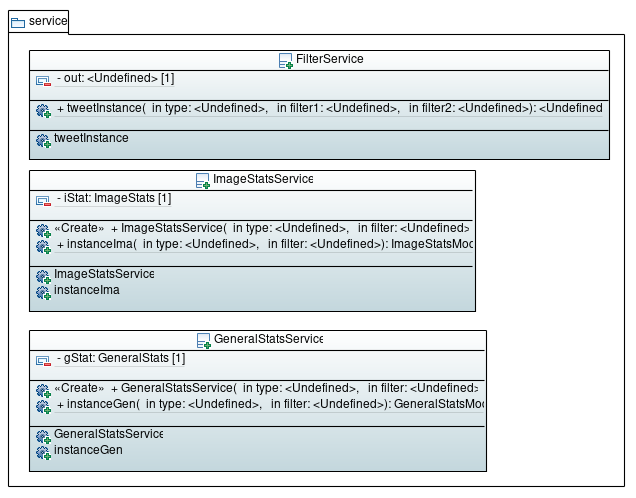 service
FilterService
- out: <Undefined> [1]
+ tweetInstance( in type: <Undefined>, in filter1: <Undefined>, in filter2: <Undefined>): <Undefined
tweetInstance
ImageStatsService
- iStat: ImageStats [1]
«Create» + ImageStatsService( in type: <Undefined>, in filter: <Undefined>
+ instanceIma( in type: <Undefined>, in filter: <Undefined>): ImageStatsMod
ImageStatsService
instanceIma
GeneralStatsService
- gStat: GeneralStats [1]
«Create» + GeneralStatsService( in type: <Undefined>, in filter: <Undefined>
+ instanceGen( in type: <Undefined>, in filter: <Undefined>): GeneralStatsMod
GeneralStatsService
instanceGen